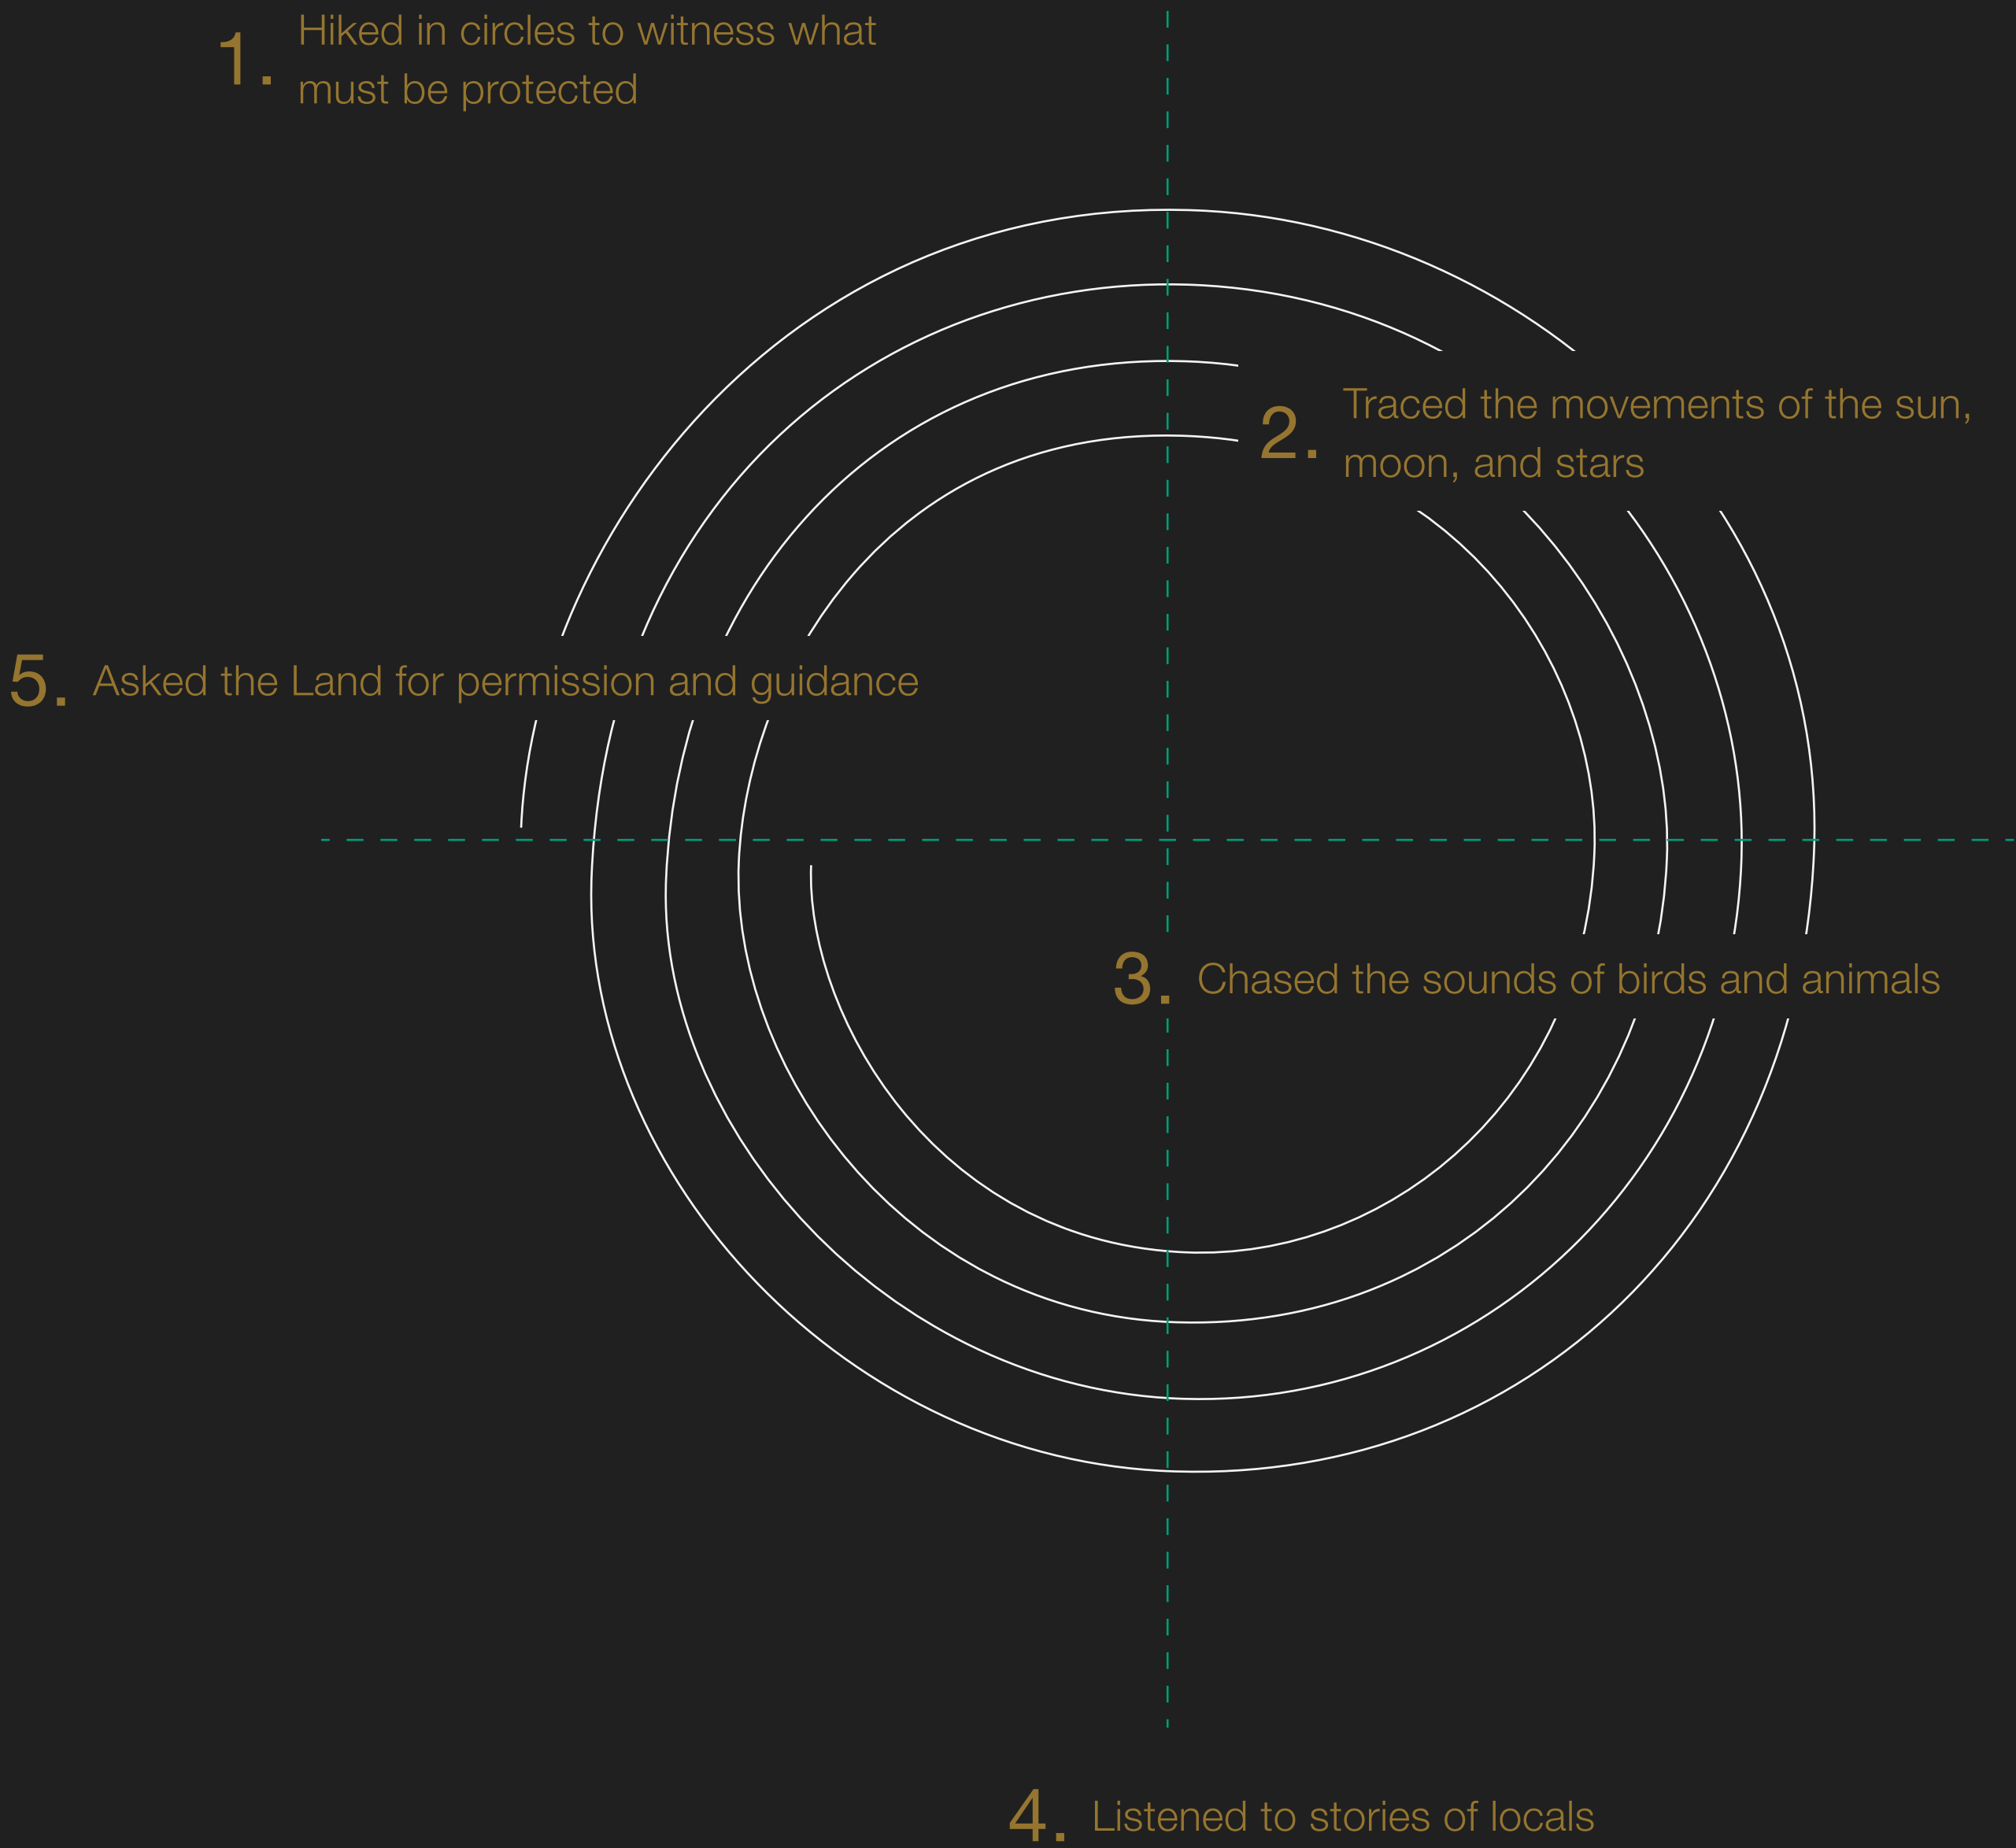 1. Hiked in circles to witness what
must be protected
2. Traced the movements of the sun,
moon, and stars
5. Asked the Land for permission and guidance
3. Chased the sounds of birds and animals
4. Listened to stories of locals